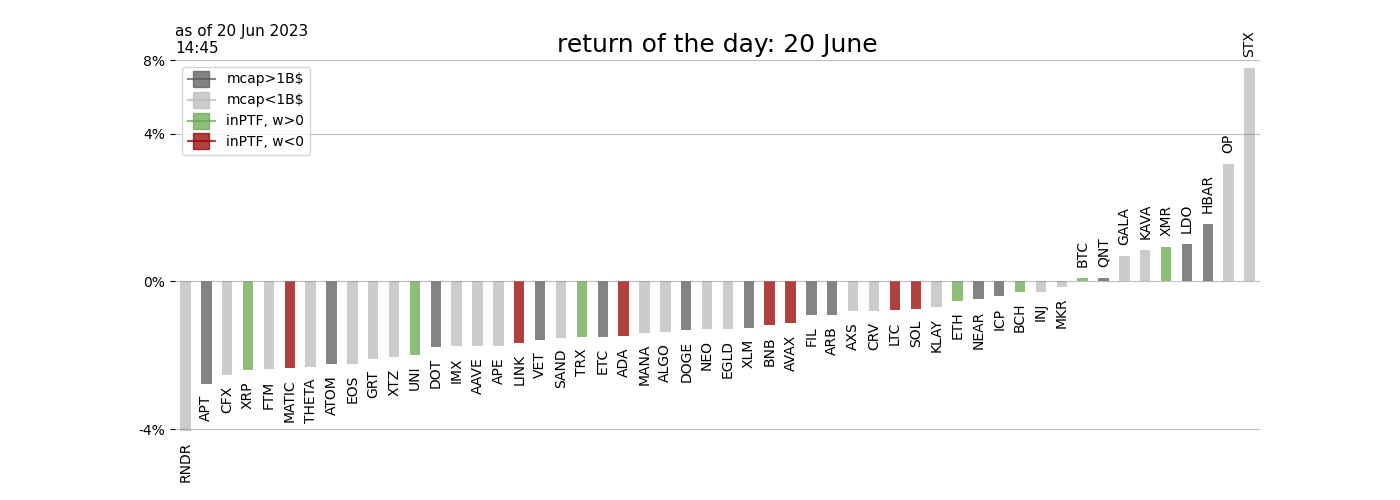 as of 20 Jun 2023
14:45
return of the day: 20 June
STX
8%
mcap>1B$
mcap<1B$
inPTF, w>0
inPTF, w<0
4%
OP
HBAR
LDO
XMR
KAVA
GALA
QNT
BTC
0%
RNDR
APT
CFX
XRP
FTM
MATIC
THETA
ATOM
EOS
GRT
XTZ
UNI
DOT
IMX
AAVE
APE
LINK
VET
SAND
TRX
ETC
ADA
MANA
ALGO
DOGE
NEO
EGLD
XLM
BNB
AVAX
FIL
ARB
AXS
CRV
LTC
SOL
KLAY
ETH
NEAR
ICP
BCH
INJ
MKR
-4%